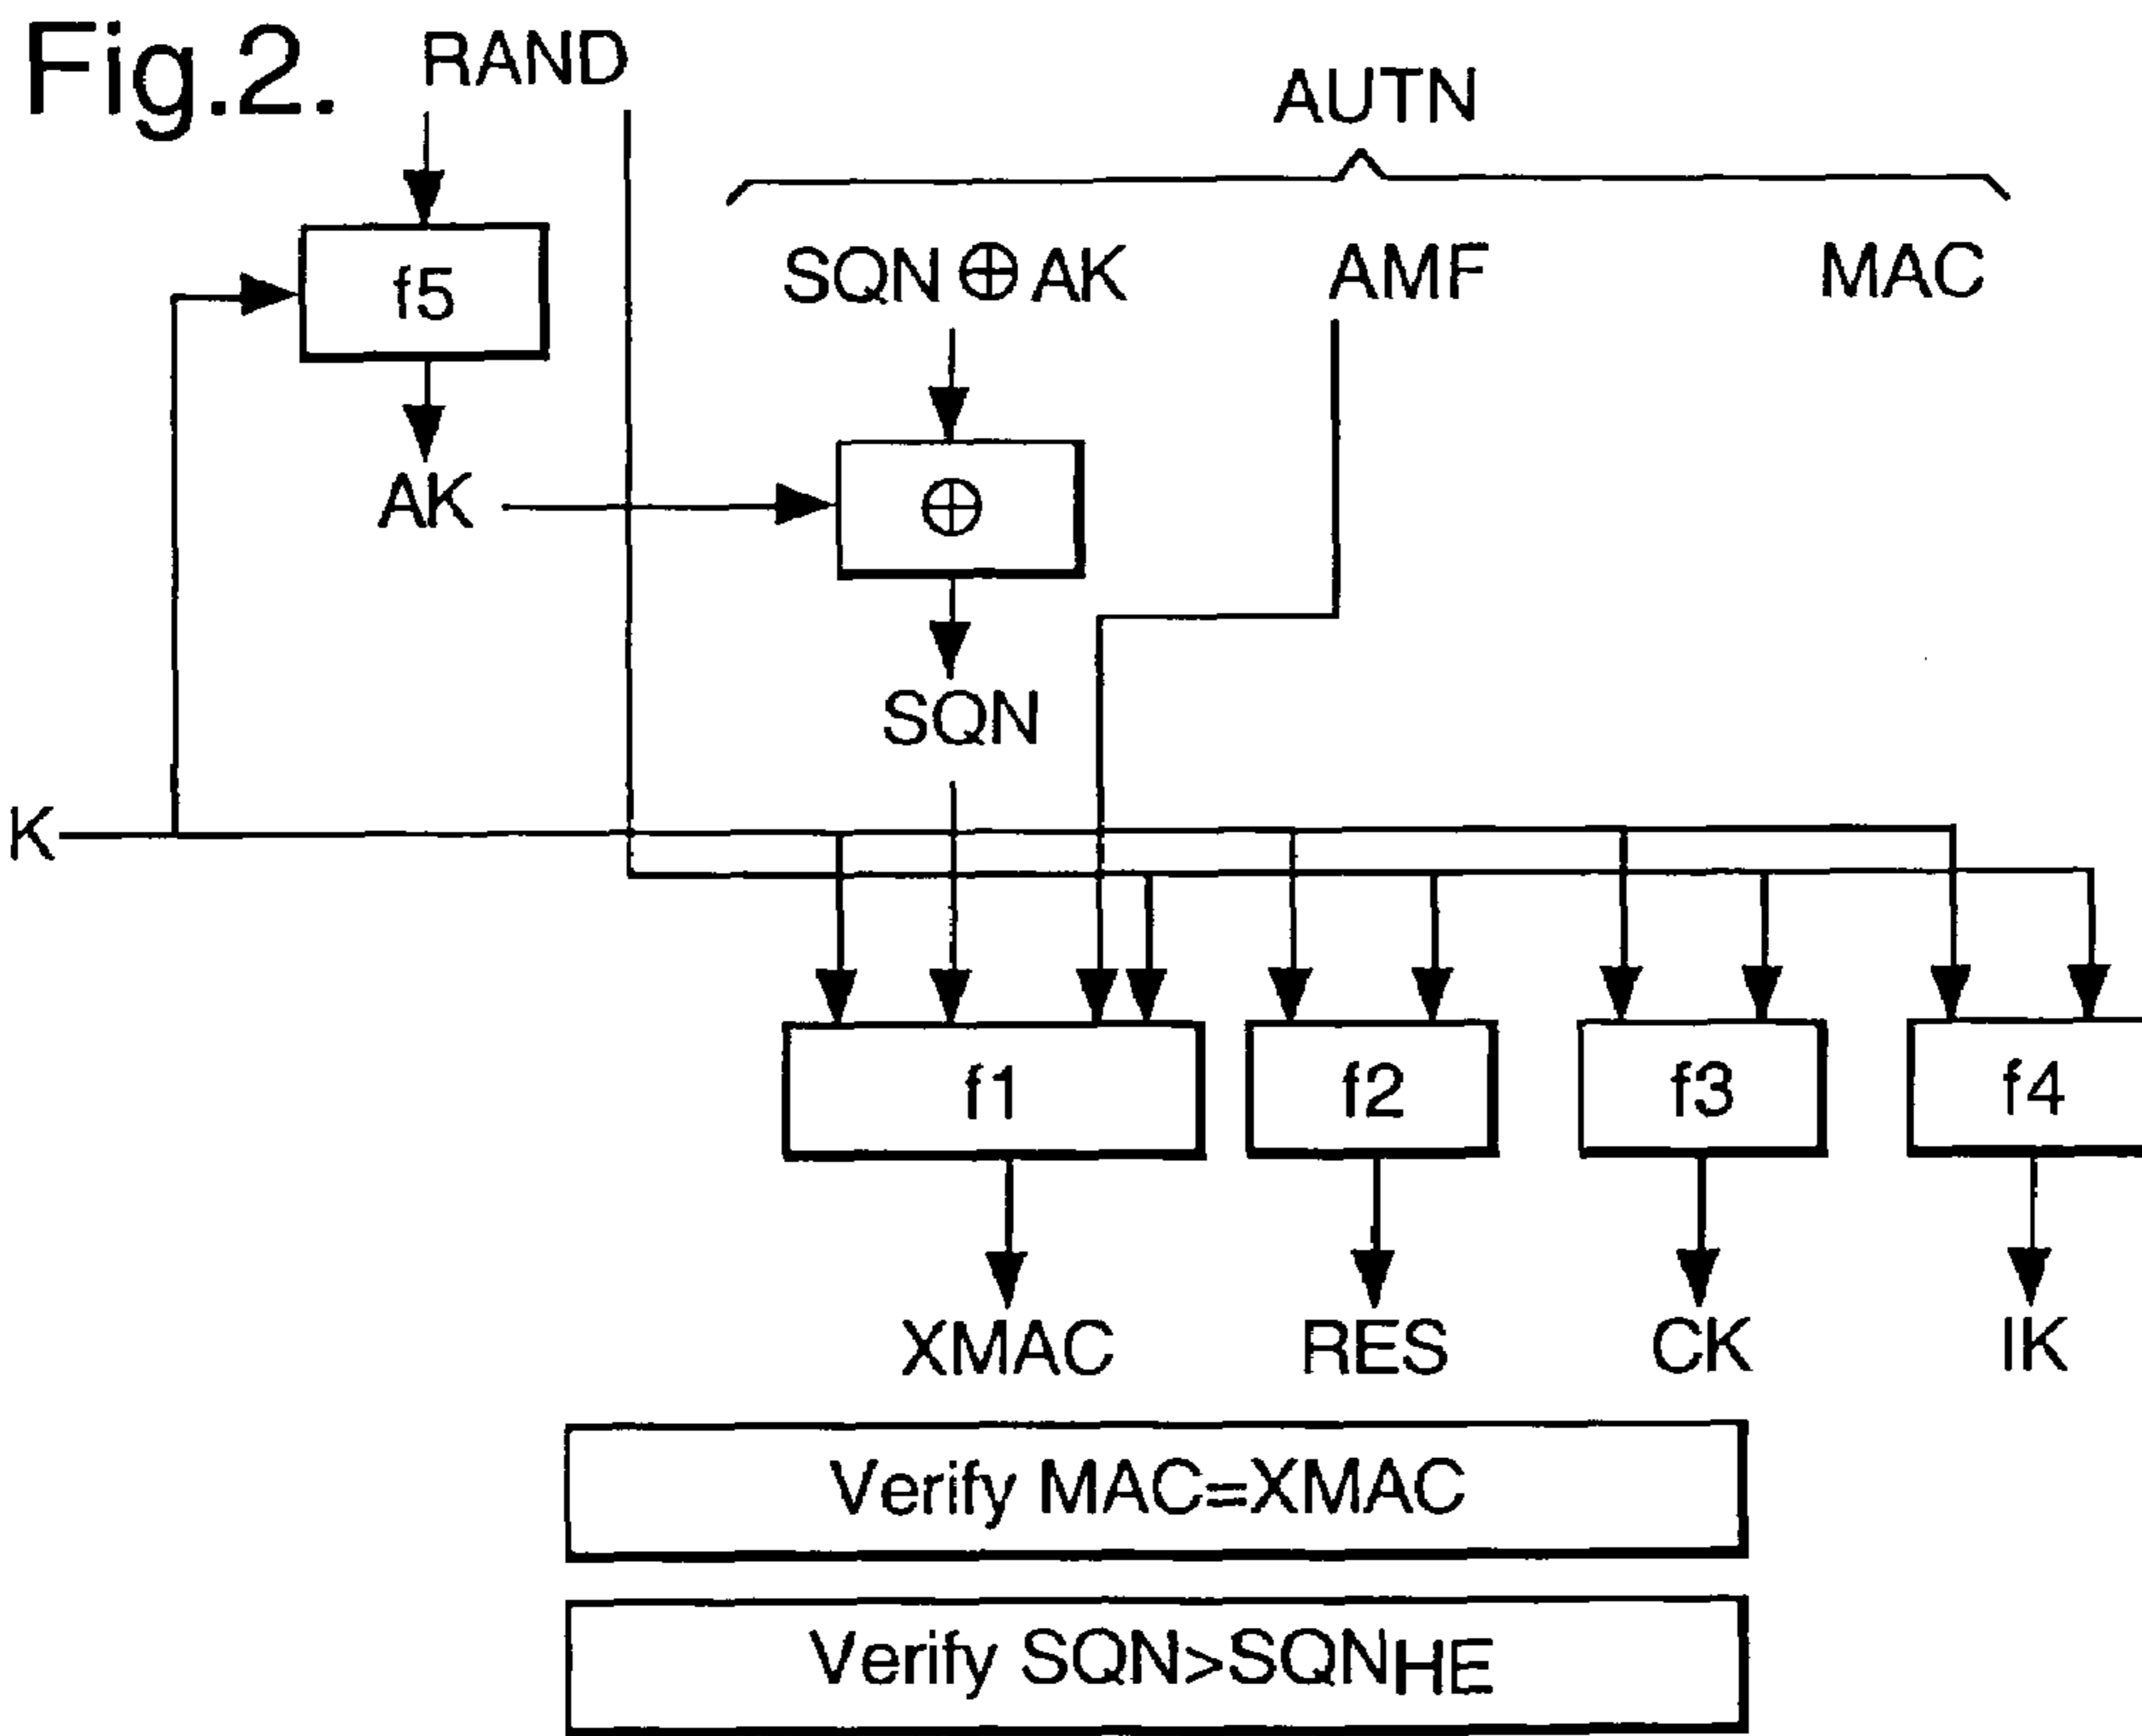 Fig.2.
RAND
AUTN
SQN ⊕ AK
AMF
MAC
f5
AK
⊕
SQN
K
f1
f2
f3
f4
XMAC
RES
CK
IK
Verify MAC=XMAC
Verify SQN>SQNHE